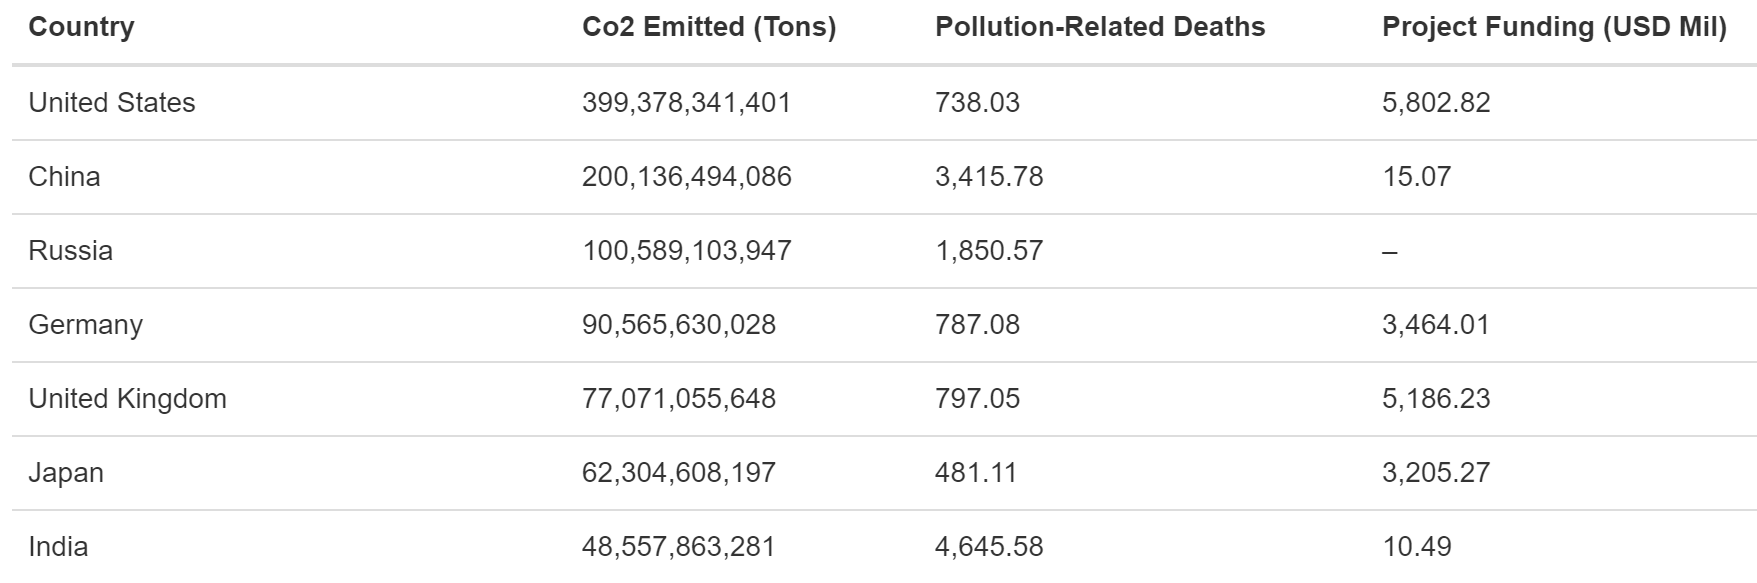 Country Co2 Emitted (Tons) Pollution-Related Deaths Project Funding (USD Mil)
United States 399,378,341,401 738.03 5,802.82
China 200,136,494,086 3,415.78 15.07
Russia 100,589,103,947 1,850.57 –
Germany 90,565,630,028 787.08 3,464.01
United Kingdom 77,071,055,648 797.05 5,186.23
Japan 62,304,608,197 481.11 3,205.27
India 48,557,863,281 4,645.58 10.49